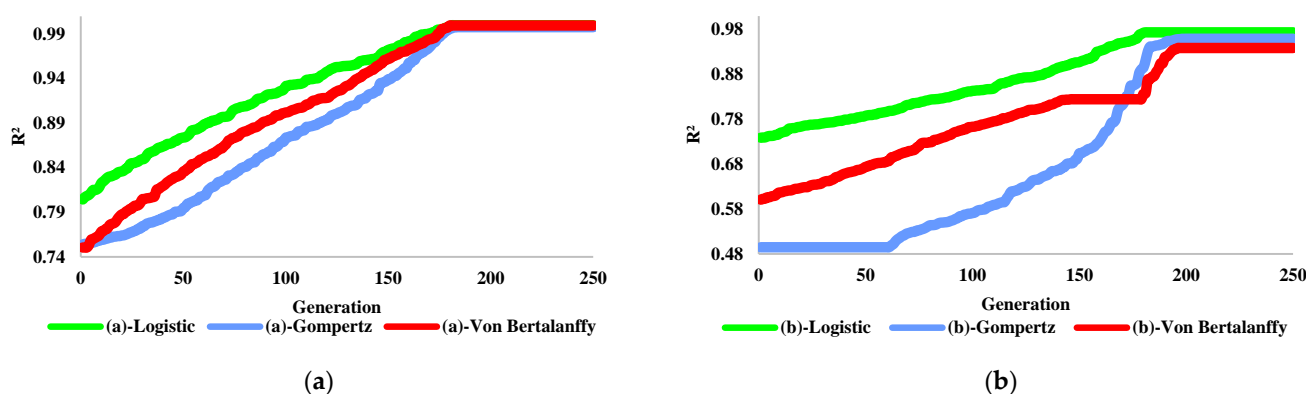 0.99
0.94
0.89
0.84
0.79
0.74
R²
0 50 100 150 200 250
Generation
(a)-Logistic (a)-Gompertz (a)-Von Bertalanffy
(a)
0.98
0.88
0.78
0.68
0.58
0.48
R²
0 50 100 150 200 250
Generation
(b)-Logistic (b)-Gompertz (b)-Von Bertalanffy
(b)